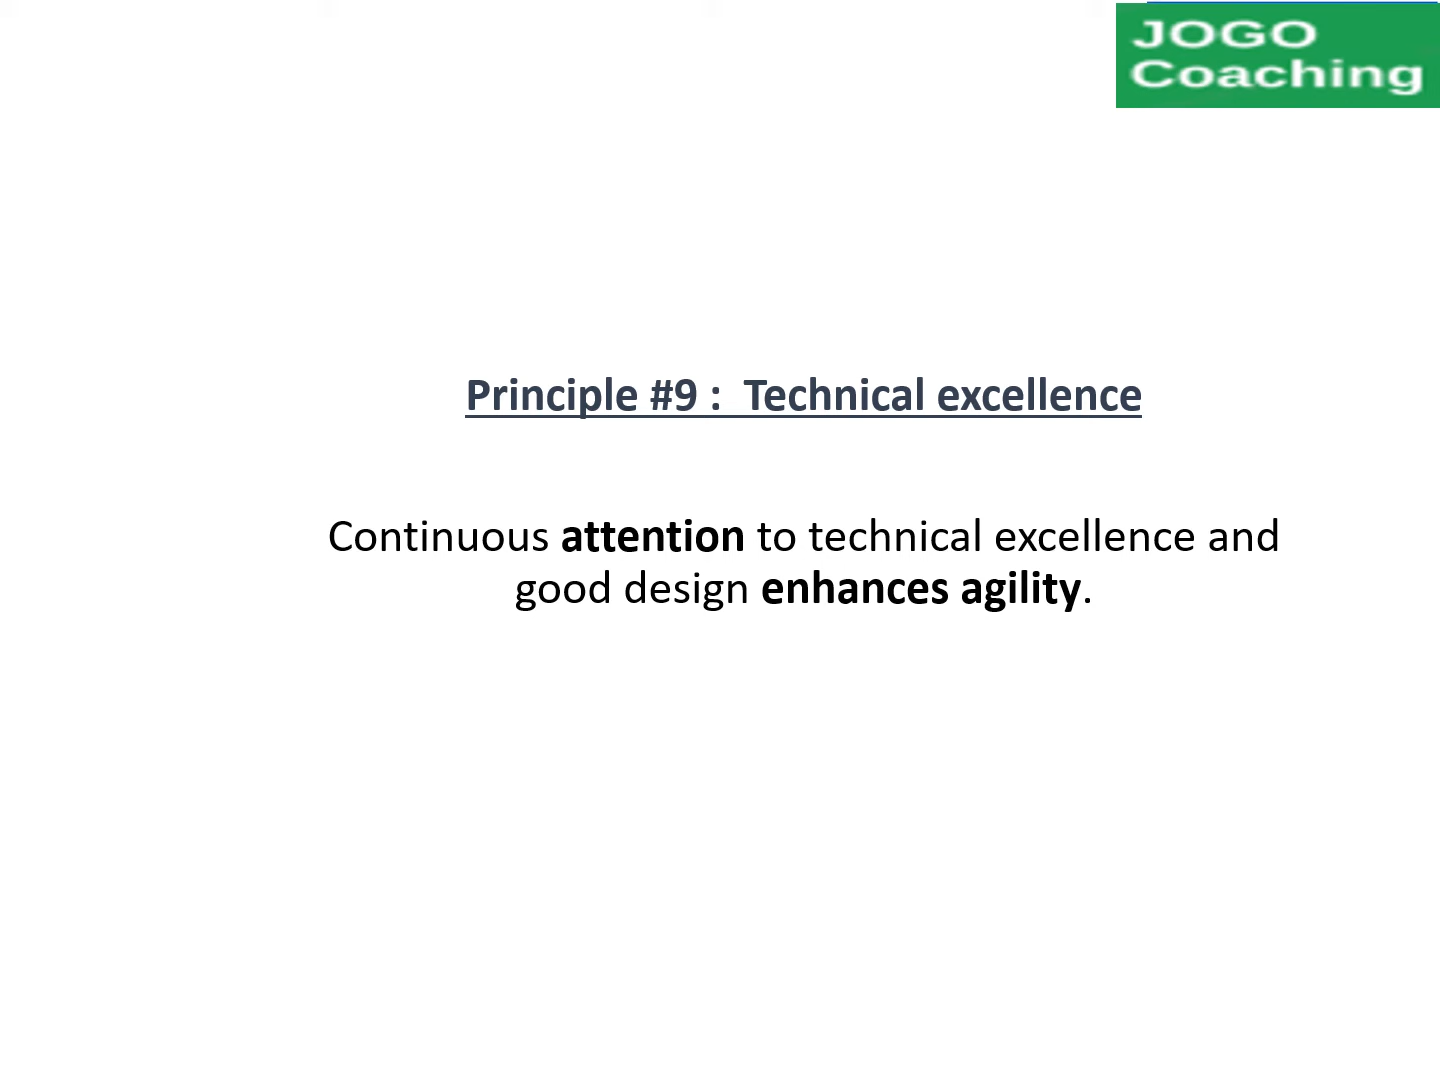 JOGO
Coaching
Principle #9 :  Technical excellence
Continuous attention to technical excellence and
good design enhances agility.